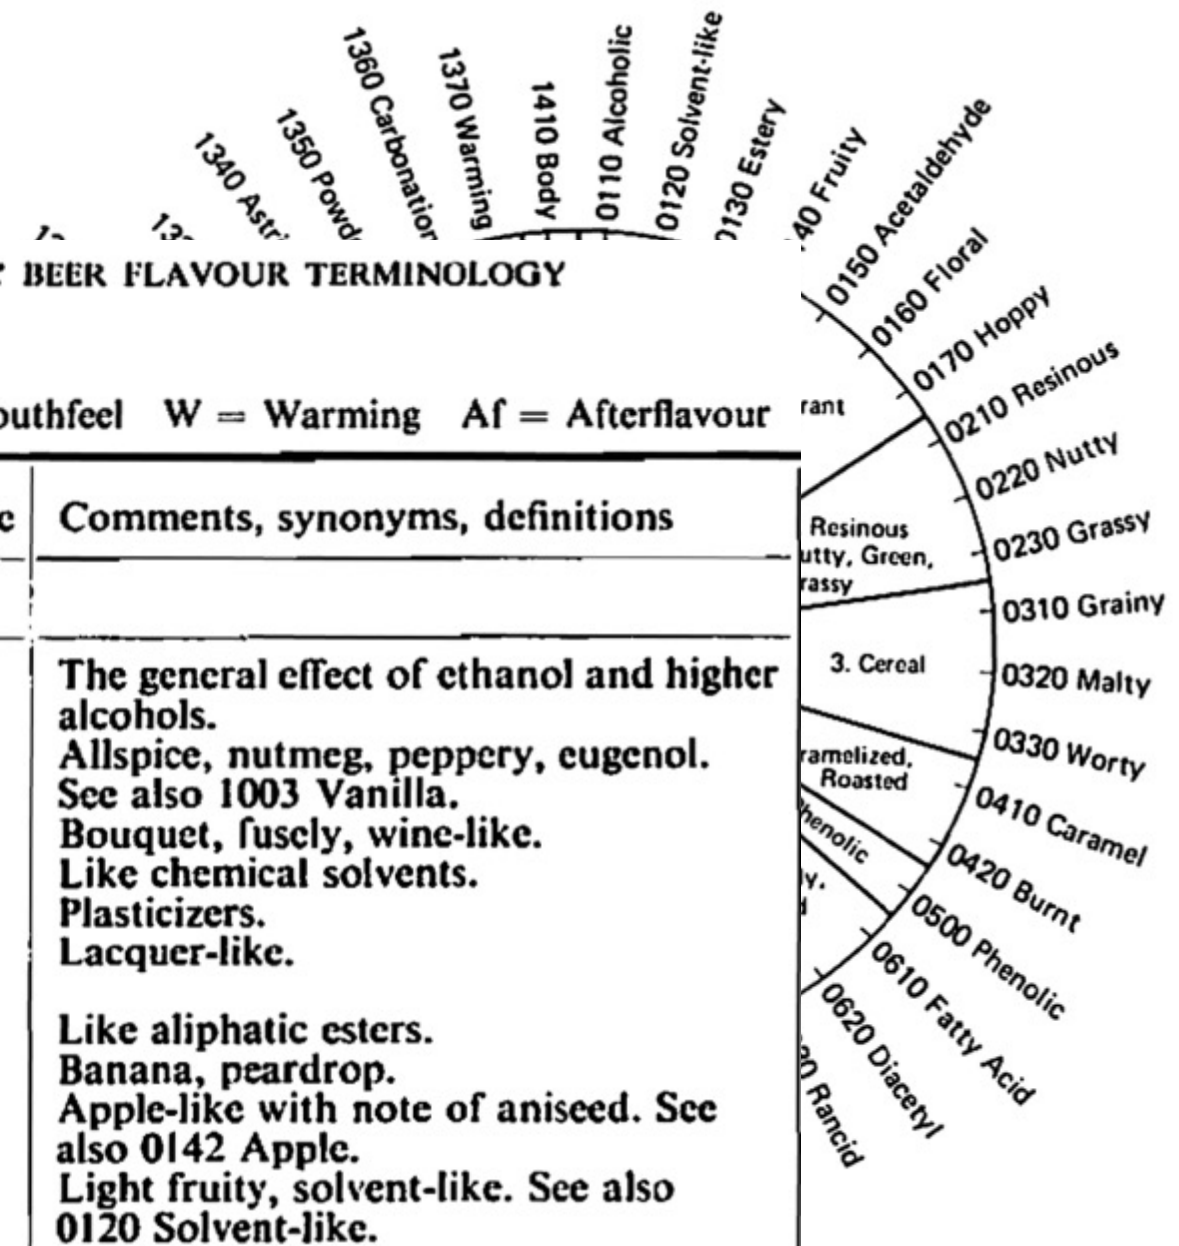 1340
1350
1360 Carbonation
1370 Warming
1410 Body
0110 Alcoholic
0120 Solvent-like
0130 Estery
40 Fruity
0150 Acetaldehyde
0160 Floral
0170 Hoppy
0210 Resinous
0220 Nutty
0230 Grassy
0310 Grainy
0320 Malty
0330 Worty
0410 Caramel
0420 Burnt
0500 Phenolic
0610 Fatty Acid
0620 Diacetyl
Rancid
Resinous
Green,
3. Cereal
Roasted
BEER FLAVOUR TERMINOLOGY
W = Warming Af = Afterflavour
Comments, synonyms, definitions
The general effect of ethanol and higher
alcohols.
Allspice, nutmeg, peppery, eugenol.
See also 1003 Vanilla.
Bouquet, fusely, wine-like.
Like chemical solvents.
Plasticizers.
Lacquer-like.
Like aliphatic esters.
Banana, peardrop.
Apple-like with note of aniseed. See
also 0142 Apple.
Light fruity, solvent-like. See also
0120 Solvent-like.